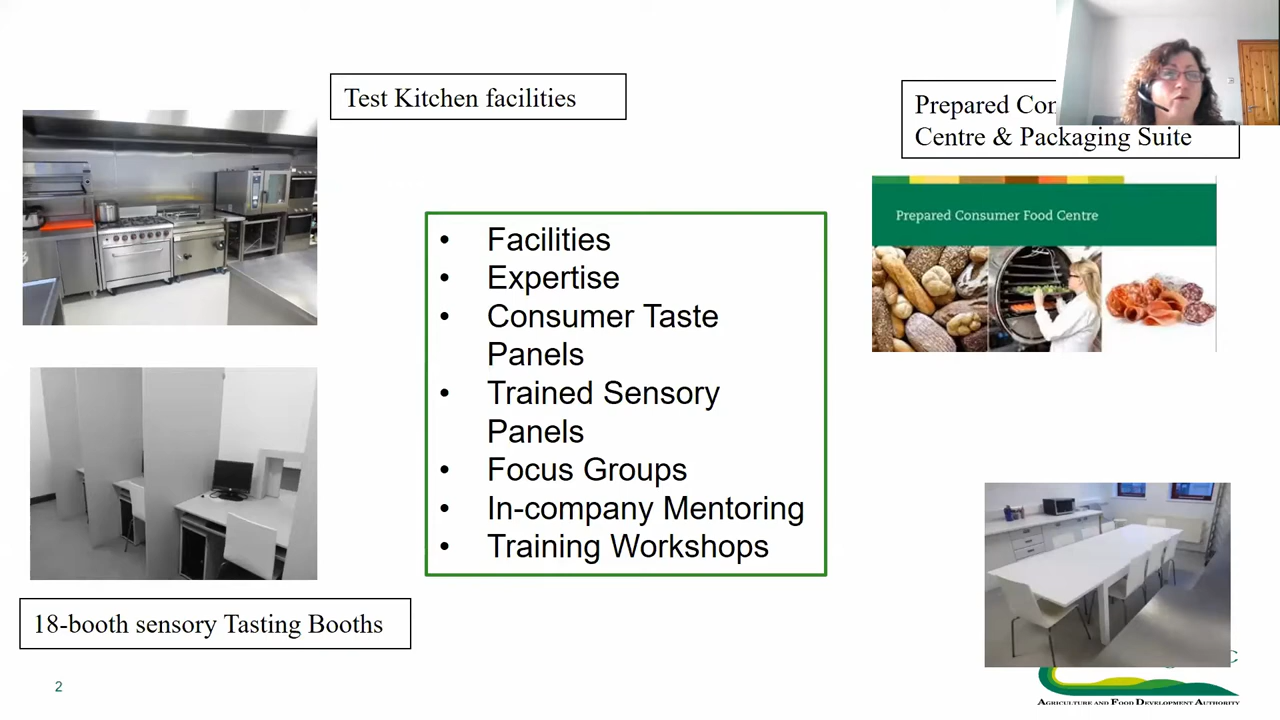 Test Kitchen facilities
Prepared
Centre & Packaging Suite
Prepared Consumer Food Centre
• Facilities
• Expertise
• Consumer Taste
Panels
• Trained Sensory
Panels
• Focus Groups
• In-company Mentoring
• Training Workshops
18-booth sensory Tasting Booths
2
AGRICULTURE AND FOOD DEVELOPMENT AUTHORITY